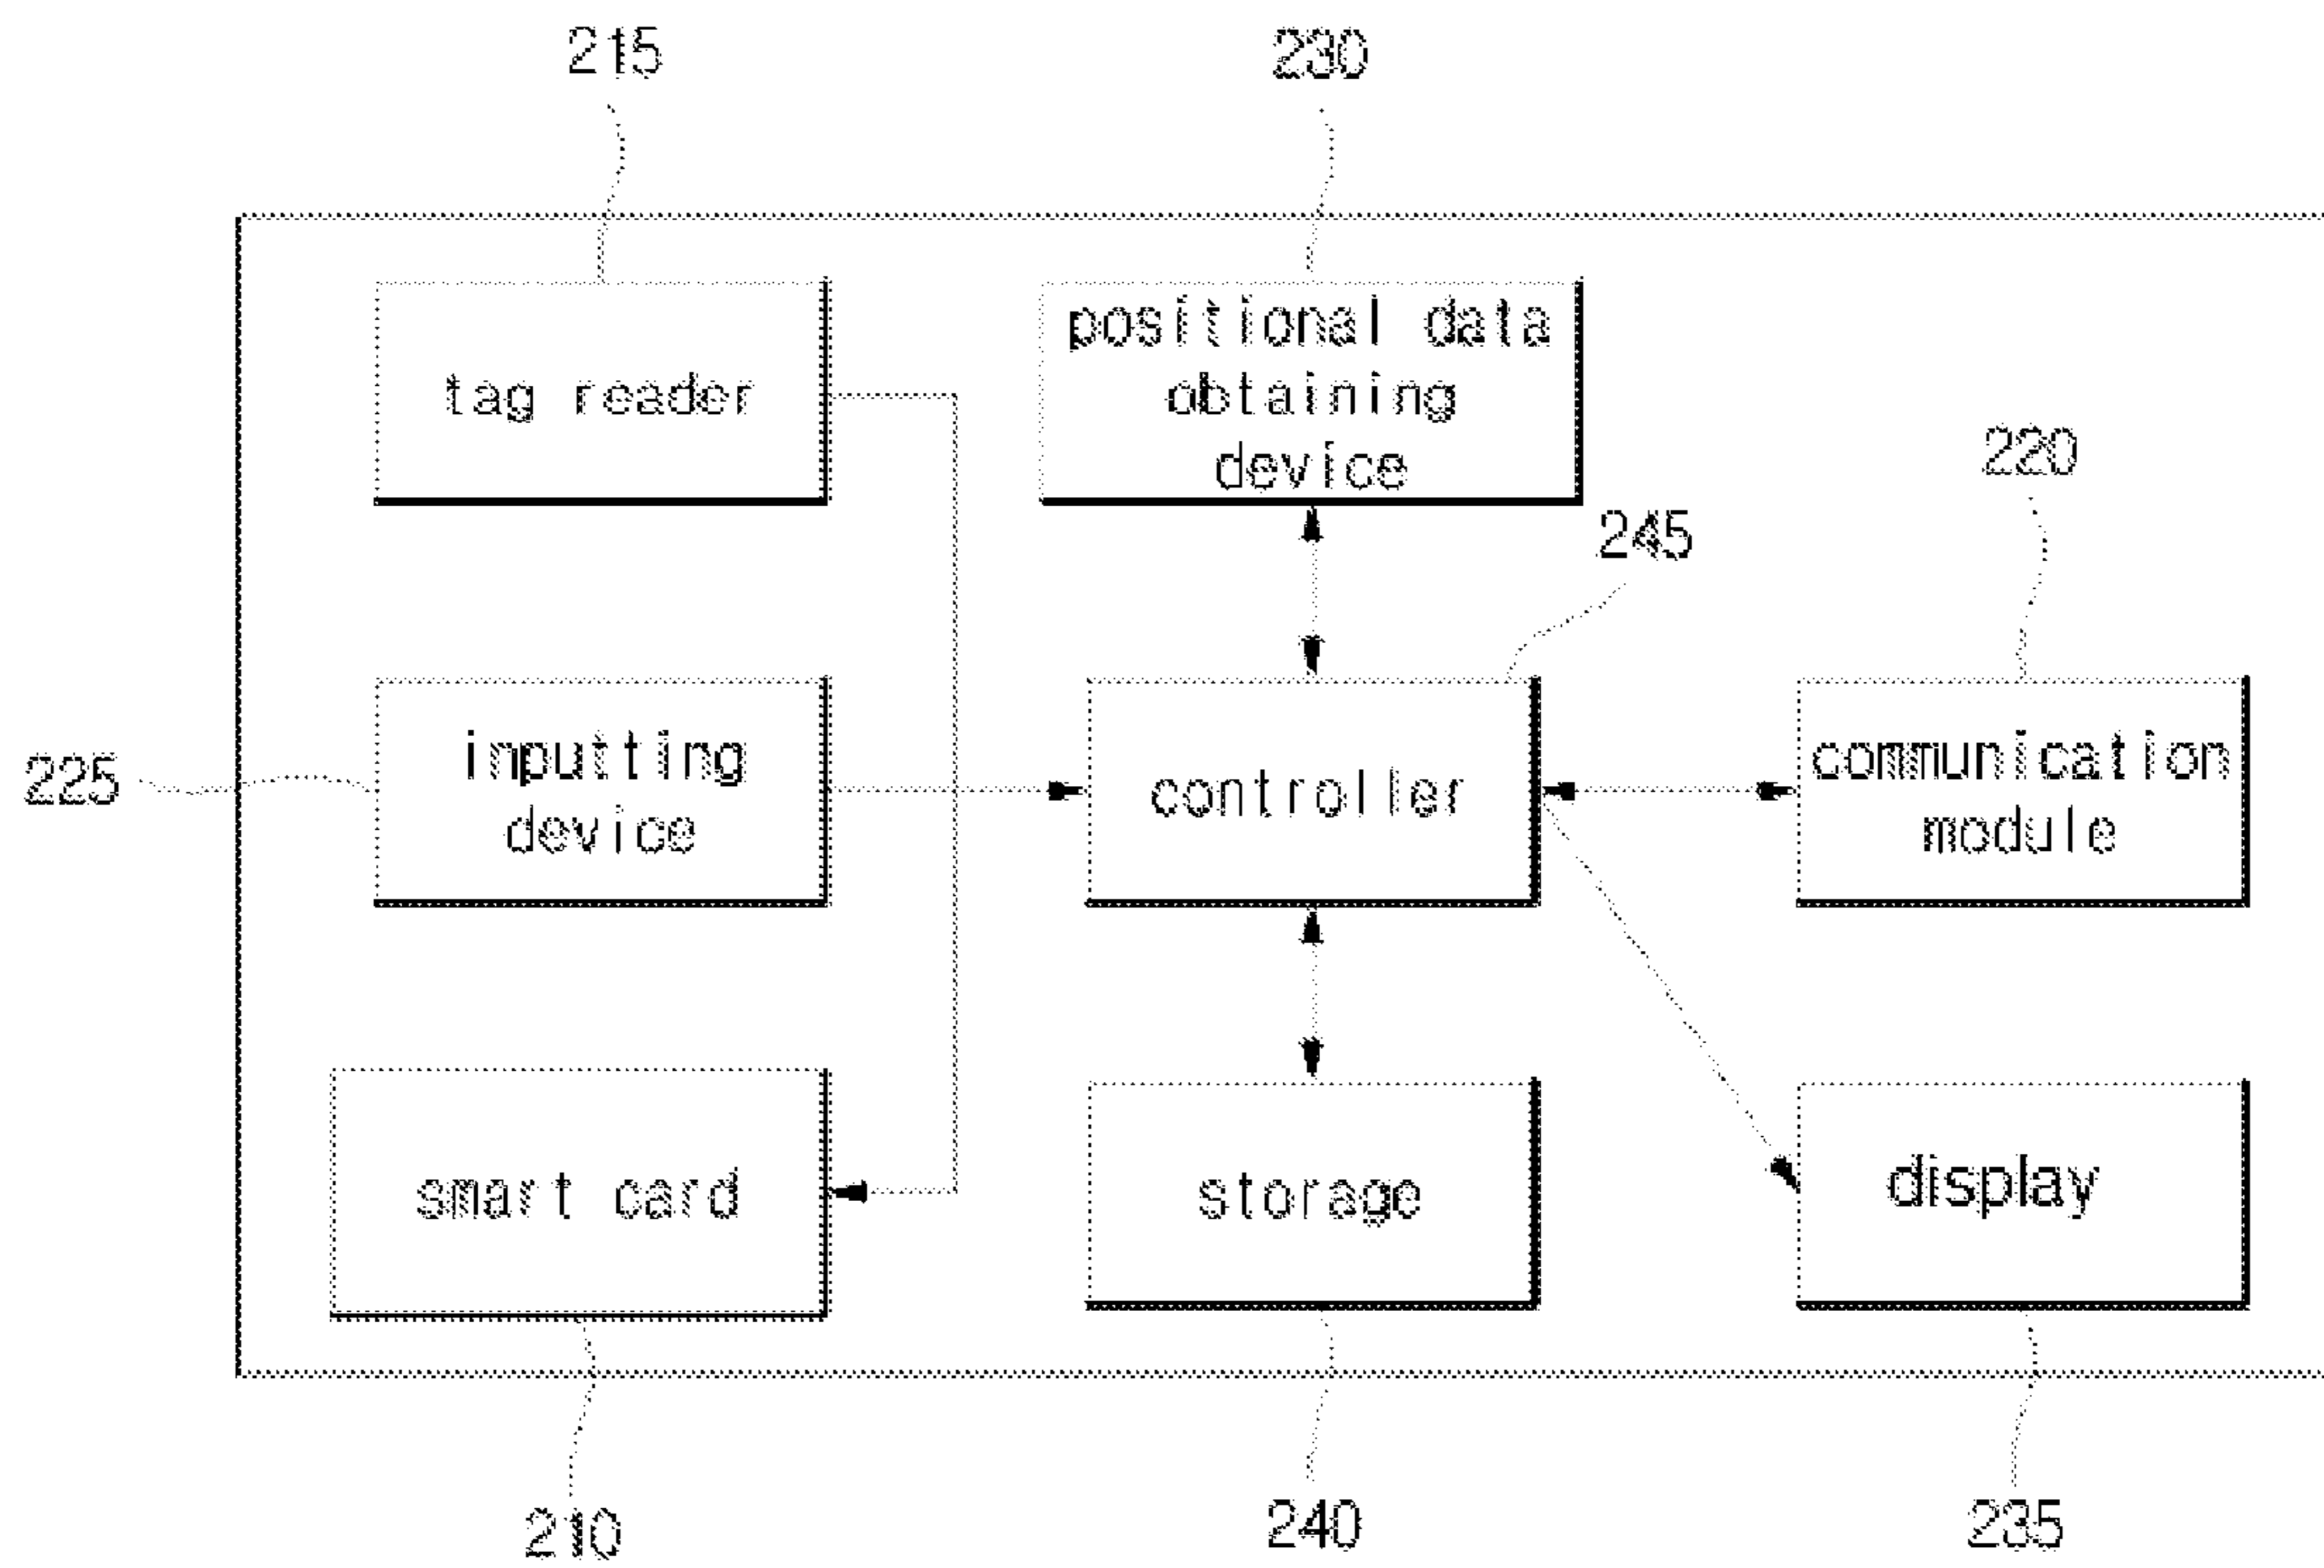 215
230
tag reader
positional data
obtaining
device
220
245
225
inputting
device
controller
communication
module
smart card
storage
display
210
240
235